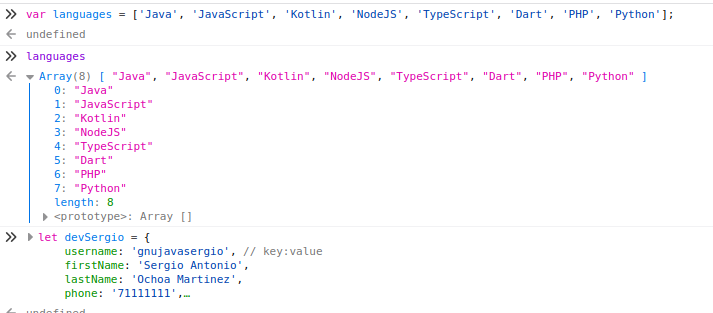 var languages = ['Java', 'JavaScript', 'Kotlin', 'NodeJS', 'TypeScript', 'Dart', 'PHP', 'Python'];
undefined
languages
Array(8) [ "Java", "JavaScript", "Kotlin", "NodeJS", "TypeScript", "Dart", "PHP", "Python" ]
0: "Java"
1: "JavaScript"
2: "Kotlin"
3: "NodeJS"
4: "TypeScript"
5: "Dart"
6: "PHP"
7: "Python"
length: 8
<prototype>: Array []
let devSergio = {
username: 'gnujavasergio', // key:value
firstName: 'Sergio Antonio',
lastName: 'Ochoa Martinez',
phone: '71111111',…
undefined